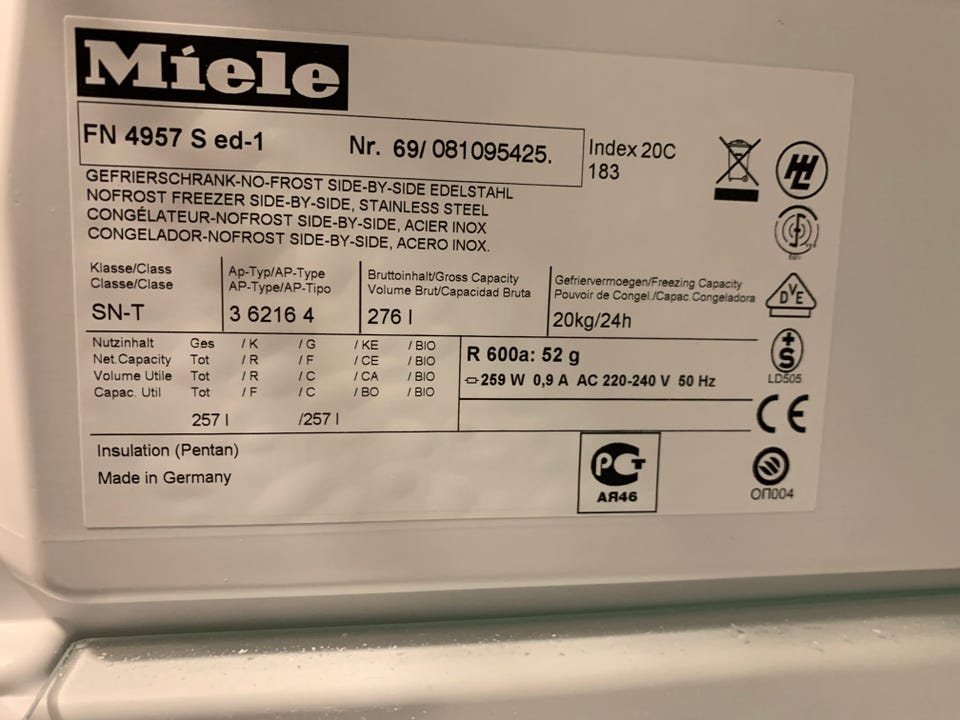 Miele
FN 4957 S ed-1 Nr. 69/ 081095425. Index 20C
183
GEFRIERSCHRANK-NO-FROST SIDE-BY-SIDE EDELSTAHL
NOFROST FREEZER SIDE-BY-SIDE, STAINLESS STEEL
CONGÉLATEUR-NOFROST SIDE-BY-SIDE, ACIER INOX
CONGELADOR-NOFROST SIDE-BY-SIDE, ACERO INOX.
Klasse/Class
Classe/Clase
SN-T
Ap-Typ/AP-Type
AP-Type/AP-Tipo
3 6216 4
Bruttoinhalt/Gross Capacity
Volume Brut/Capacidad Bruta
276 l
Gefriervermoegen/Freezing Capacity
Pouvoir de Congel./Capac.Congeladora
20kg/24h
Nutzinhalt Ges / K / G / KE / BIO
Net.Capacity Tot / R / F / CE / BIO
Volume Utile Tot / R / C / CA / BIO
Capac. Util Tot / F / C / BO / BIO
257 l /257 l
R 600a: 52 g
259 W 0,9 A AC 220-240 V 50 Hz
Insulation (Pentan)
Made in Germany
DVE
S
LD505
CE
РСТ
АЯ46
ОП004